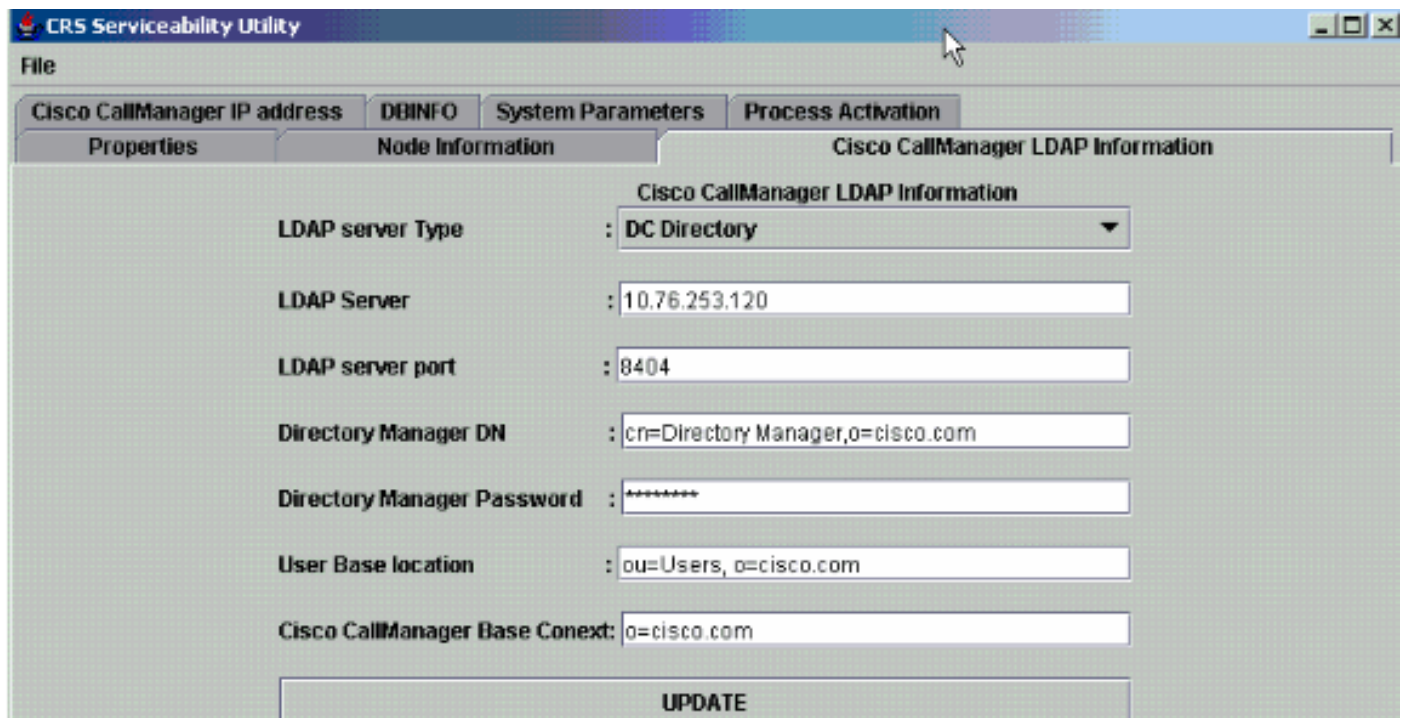 CRS Serviceability Utility
File
Cisco CallManager IP address DBINFO System Parameters Process Activation
Properties Node Information Cisco CallManager LDAP Information
Cisco CallManager LDAP Information
LDAP server Type : DC Directory
LDAP Server : 10.76.253.120
LDAP server port : 8404
Directory Manager DN : cn=Directory Manager,o=cisco.com
Directory Manager Password : ********
User Base location : ou=Users, o=cisco.com
Cisco CallManager Base Conext: o=cisco.com
UPDATE